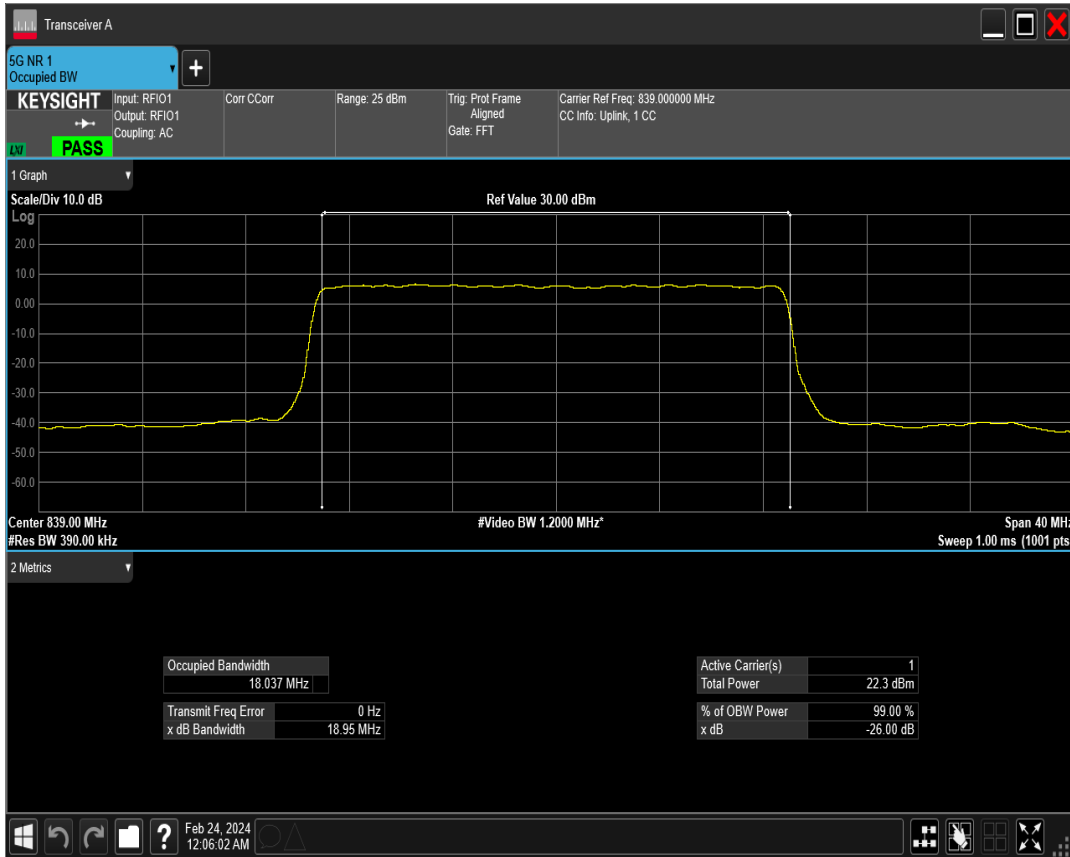 Transceiver A
5G NR 1
Occupied BW
KEYSIGHT
LXI
PASS
Input: RFIO1
Output: RFIO1
Coupling: AC
Corr CCorr
Range: 25 dBm
Trig: Prot Frame
Aligned
Gate: FFT
Carrier Ref Freq: 839.000000 MHz
CC Info: Uplink, 1 CC
1 Graph
Scale/Div 10.0 dB
Ref Value 30.00 dBm
Log
20.0
10.0
0.00
-10.0
-20.0
-30.0
-40.0
-50.0
-60.0
Center 839.00 MHz
#Video BW 1.2000 MHz*
Span 40 MHz
#Res BW 390.00 kHz
Sweep 1.00 ms (1001 pts
2 Metrics
Occupied Bandwidth
18.037 MHz
Transmit Freq Error 0 Hz
x dB Bandwidth 18.95 MHz
Active Carrier(s) 1
Total Power 22.3 dBm
% of OBW Power 99.00 %
x dB -26.00 dB
?
Feb 24, 2024
12:06:02 AM